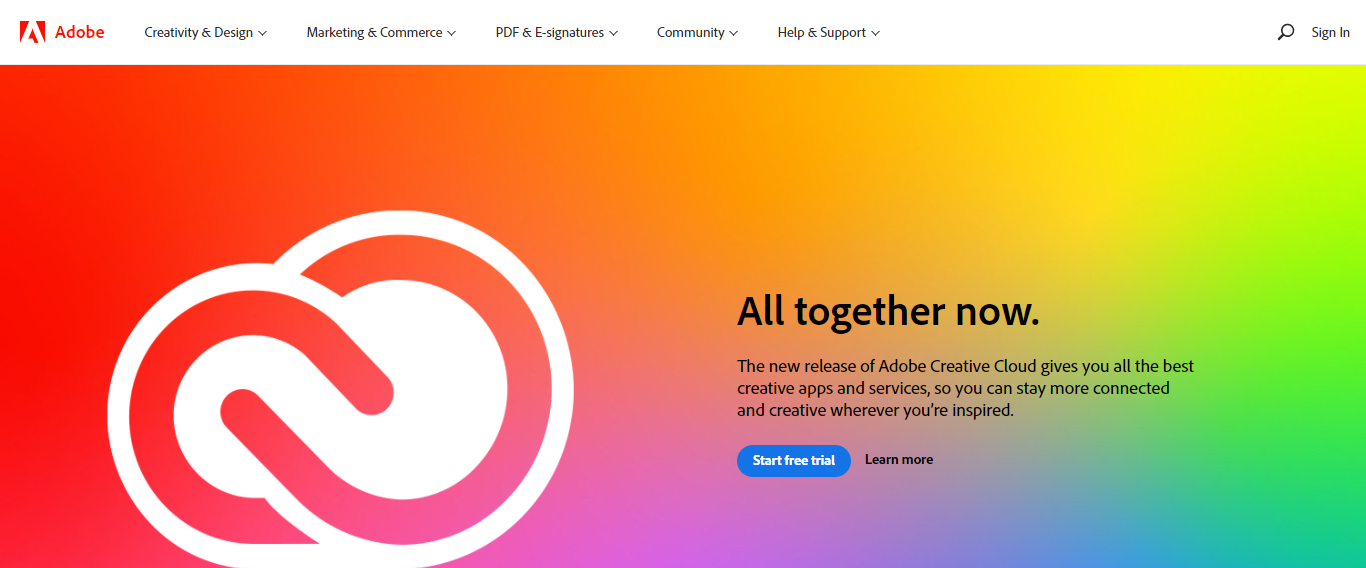 Adobe
Creativity & Design
Marketing & Commerce
PDF & E-signatures
Community
Help & Support
Sign In
All together now.
The new release of Adobe Creative Cloud gives you all the best
creative apps and services, so you can stay more connected
and creative wherever you’re inspired.
Start free trial
Learn more